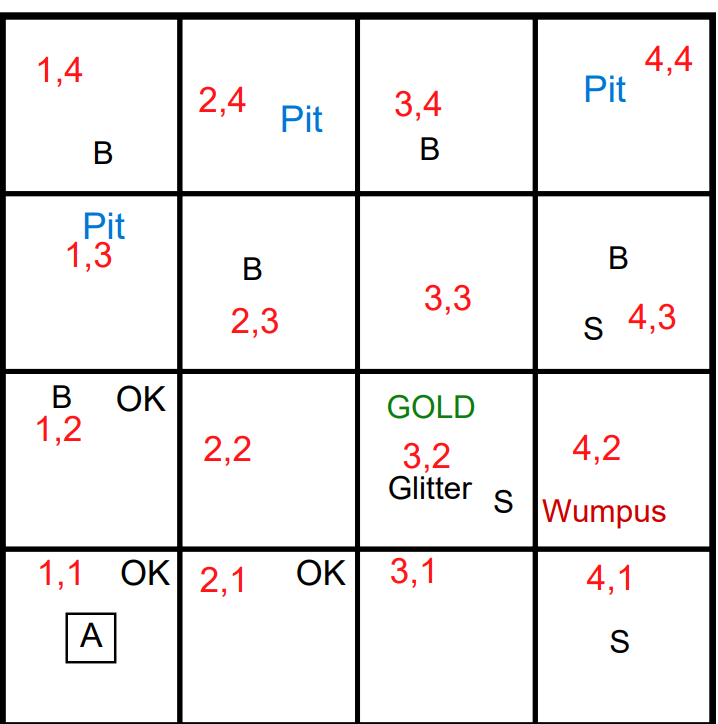 1,4
B
2,4 Pit
3,4
B
4,4
Pit
Pit
1,3
B
2,3
3,3
B
S 4,3
B OK
1,2
2,2
GOLD
3,2
Glitter S
4,2
Wumpus
1,1 OK
A
2,1 OK
3,1
4,1
S